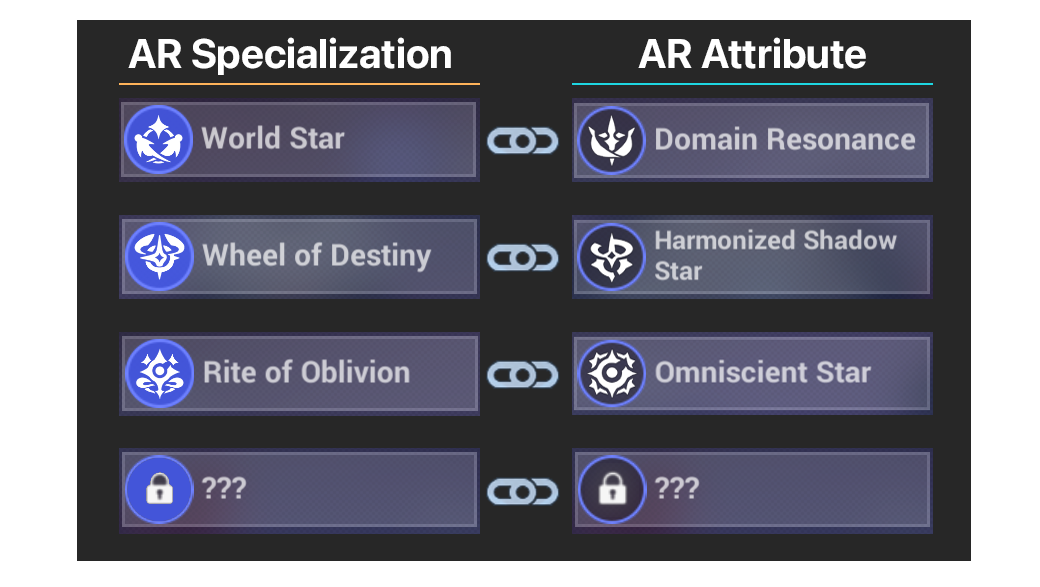 AR Specialization
AR Attribute
World Star
Domain Resonance
Wheel of Destiny
Harmonized Shadow
Star
Rite of Oblivion
Omniscient Star
???
???